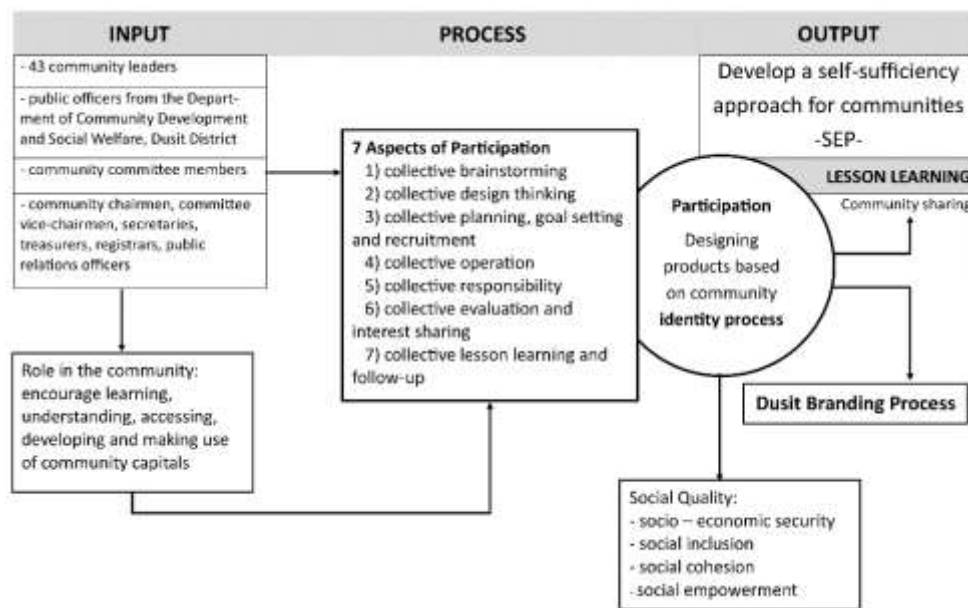 INPUT
PROCESS
OUTPUT
- 43 community leaders
- public officers from the Depart-
ment of Community Development
and Social Welfare, Dusit District
- community committee members
- community chairmen, committee
vice-chairmen, secretaries,
treasurers, registrars, public
relations officers
Role in the community:
encourage learning,
understanding, accessing,
developing and making use
of community capitals
7 Aspects of Participation
1) collective brainstorming
2) collective design thinking
3) collective planning, goal setting
and recruitment
4) collective operation
5) collective responsibility
6) collective evaluation and
interest sharing
7) collective lesson learning and
follow-up
Participation
Designing
products based
on community
identity process
Develop a self-sufficiency
approach for communities
-SEP-
LESSON LEARNING
Community sharing
Dusit Branding Process
Social Quality:
- socio – economic security
- social inclusion
- social cohesion
- social empowerment